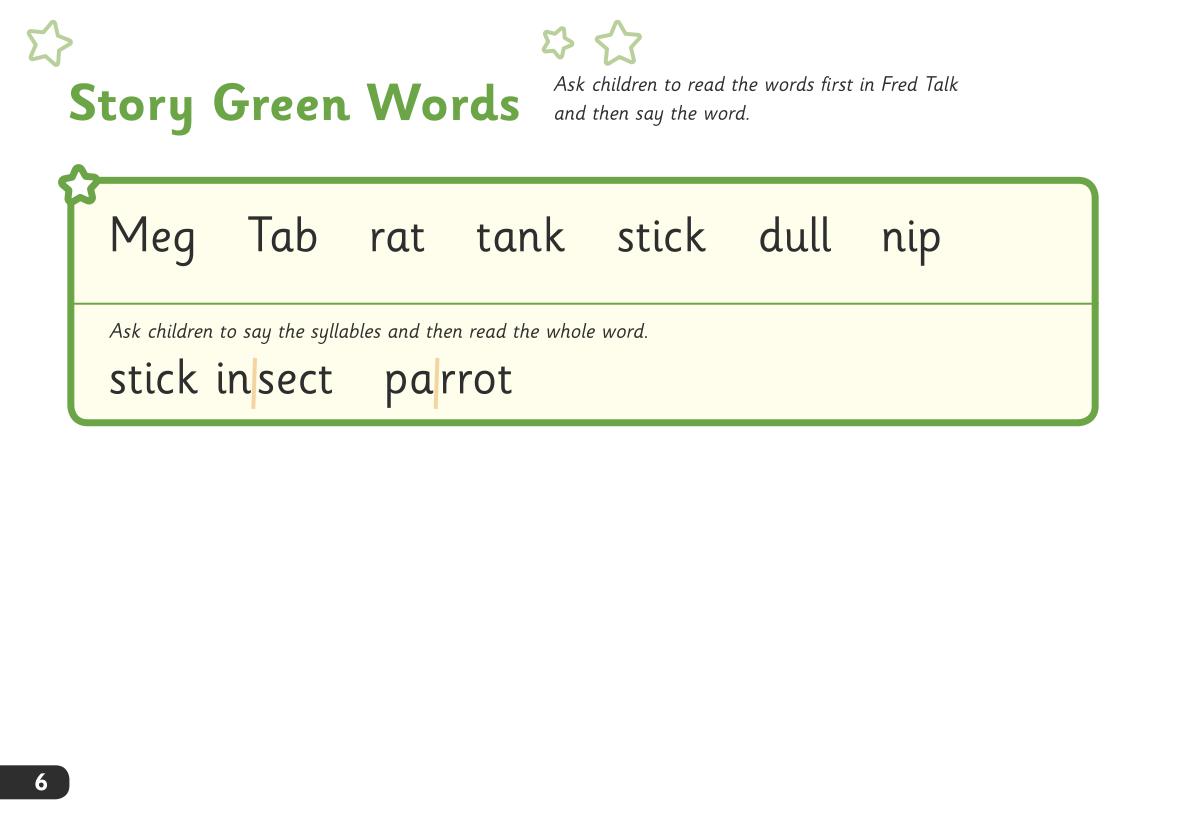 Story Green Words
Ask children to read the words first in Fred Talk
and then say the word.
Meg Tab rat tank stick dull nip
Ask children to say the syllables and then read the whole word.
stick in|sect pa|rrot
6